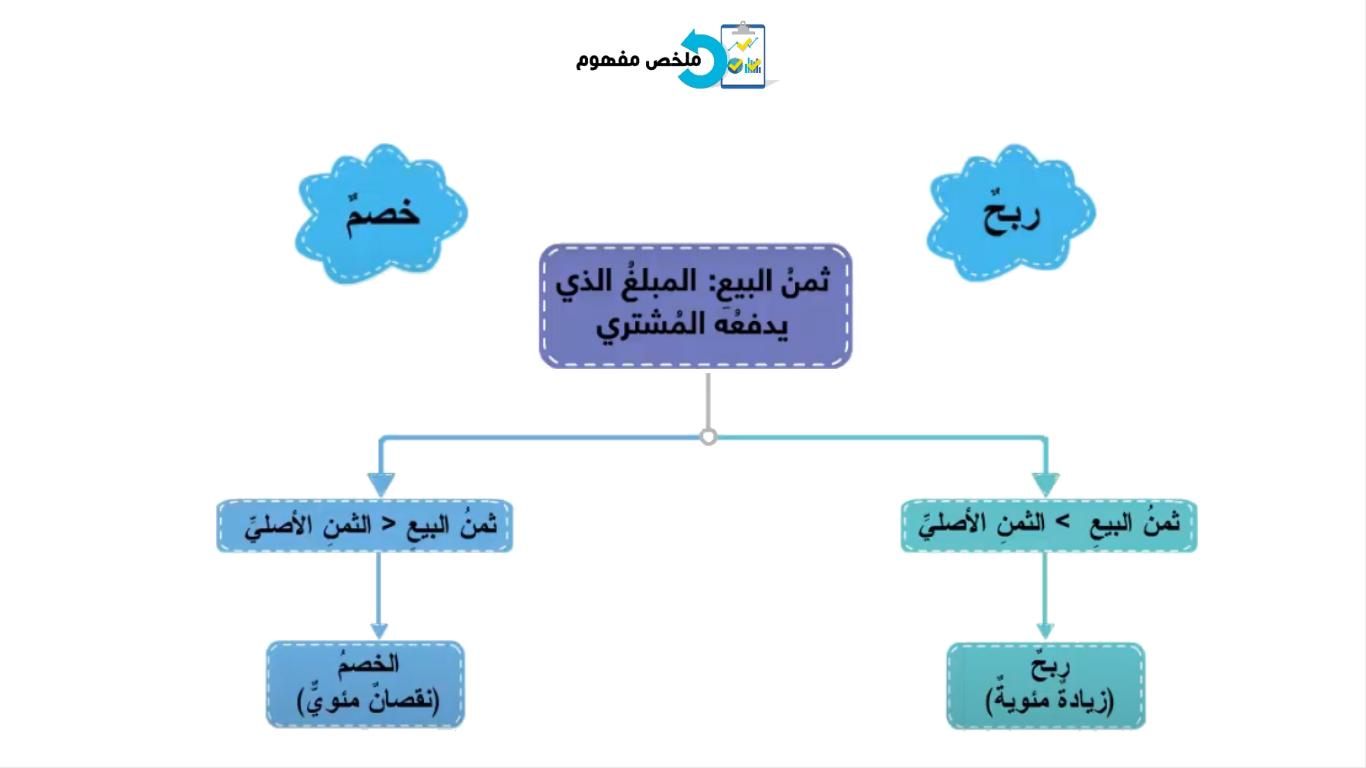 ملخص مفهوم
ربحٌ
خصمٌ
ثمنُ البيعِ: المبلغُ الذي
يدفعُه المُشتري
ثمنُ البيعِ > الثمنِ الأصليِّ
ثمنُ البيعِ < الثمنِ الأصليِّ
ربحٌ
(زيادةٌ مئويةٌ)
الخصمُ
(نقصانٌ مئويٌّ)